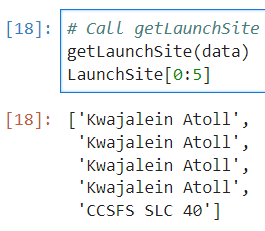 [18]: # Call getLaunchSite
getLaunchSite(data)
LaunchSite[0:5]
[18]: ['Kwajalein Atoll',
'Kwajalein Atoll',
'Kwajalein Atoll',
'Kwajalein Atoll',
'CCSFS SLC 40']